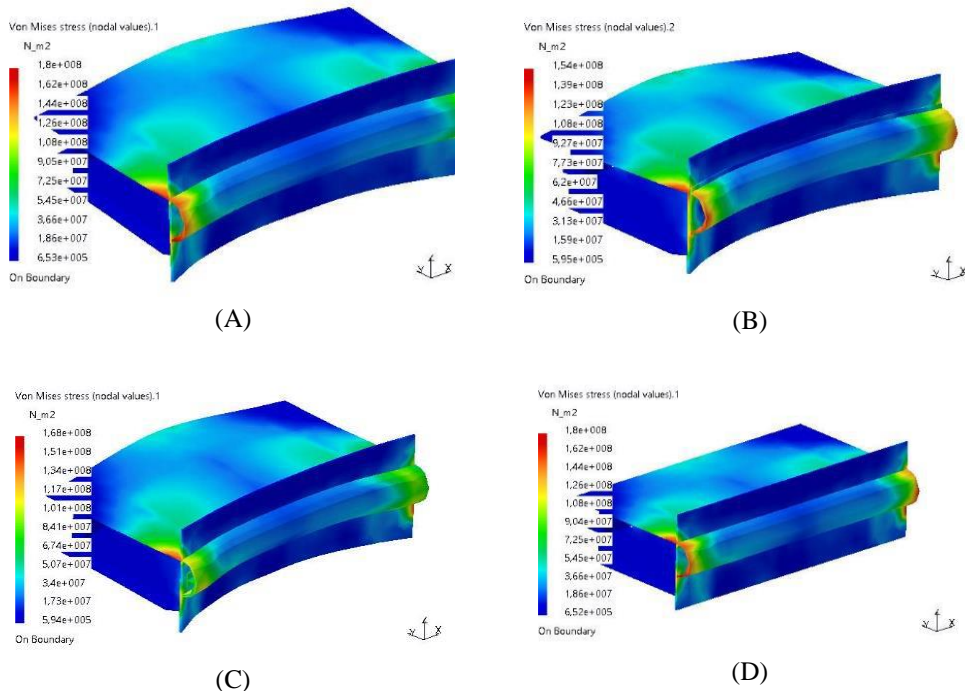 Von Mises stress (nodal values).1
N_m2
1,8e+008
1,62e+008
1,44e+008
1,26e+008
1,08e+008
9,05e+007
7,25e+007
5,45e+007
3,66e+007
1,86e+007
6,53e+005
On Boundary
(A)
Von Mises stress (nodal values).2
N_m2
1,54e+008
1,39e+008
1,23e+008
1,08e+008
9,27e+007
7,73e+007
6,2e+007
4,66e+007
3,13e+007
1,59e+007
5,95e+005
On Boundary
(B)
Von Mises stress (nodal values).1
N_m2
1,68e+008
1,51e+008
1,34e+008
1,17e+008
1,01e+008
8,41e+007
6,74e+007
5,07e+007
3,4e+007
1,73e+007
5,94e+005
On Boundary
(C)
Von Mises stress (nodal values).1
N_m2
1,8e+008
1,62e+008
1,44e+008
1,26e+008
1,08e+008
9,04e+007
7,25e+007
5,45e+007
3,66e+007
1,86e+007
6,52e+005
On Boundary
(D)